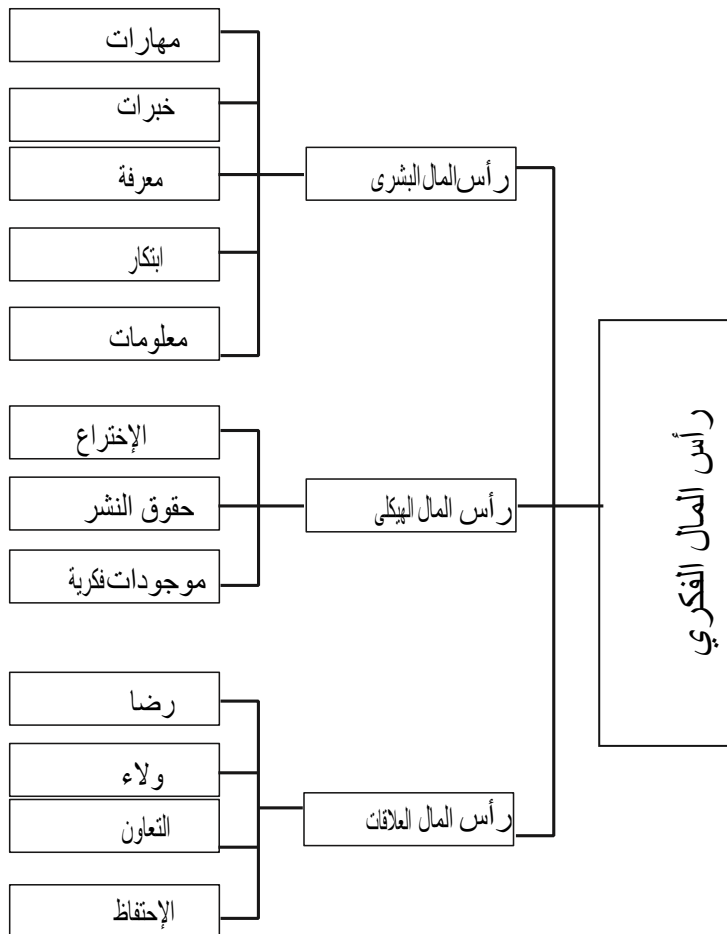 رأس المال الفكري
رأس المال البشرى
مهارات
خبرات
معرفة
ابتكار
معلومات
رأس المال الهيكلى
الإختراع
حقوق النشر
موجودات فكرية
رأس المال العلاقات
رضا
ولاء
التعاون
الإحتفاظ